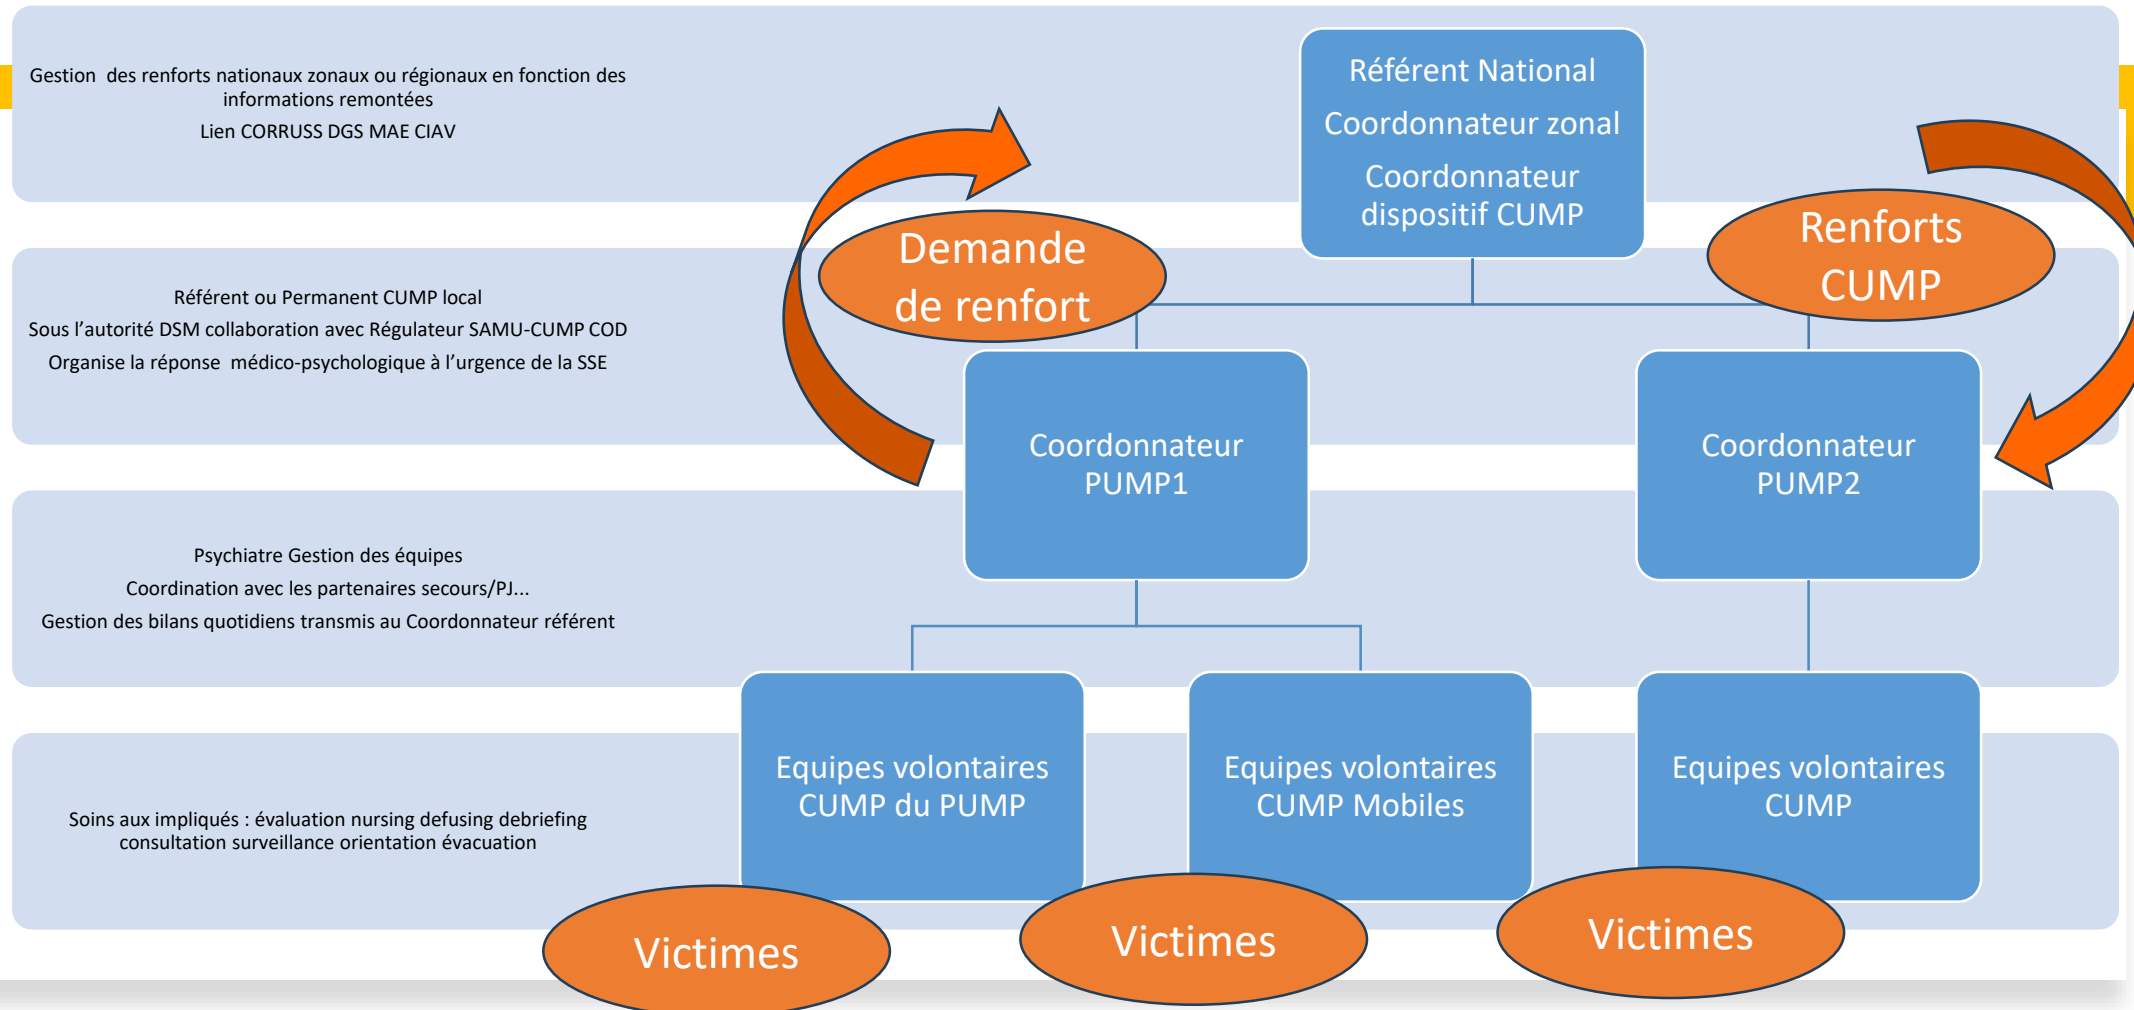 Gestion  des renforts nationaux zonaux ou régionaux en fonction des
informations remontées
Lien CORRUSS DGS MAE CIAV
Référent National
Coordonnateur zonal
Coordonnateur
dispositif CUMP
Demande
de renfort
Renforts
CUMP
Référent ou Permanent CUMP local
Sous l’autorité DSM collaboration avec Régulateur SAMU-CUMP COD
Organise la réponse  médico-psychologique à l’urgence de la SSE
Coordonnateur
PUMP1
Coordonnateur
PUMP2
Psychiatre Gestion des équipes
Coordination avec les partenaires secours/PJ...
Gestion des bilans quotidiens transmis au Coordonnateur référent
Equipes volontaires
CUMP du PUMP
Equipes volontaires
CUMP Mobiles
Equipes volontaires
CUMP
Soins aux impliqués : évaluation nursing defusing debriefing
consultation surveillance orientation évacuation
Victimes
Victimes
Victimes